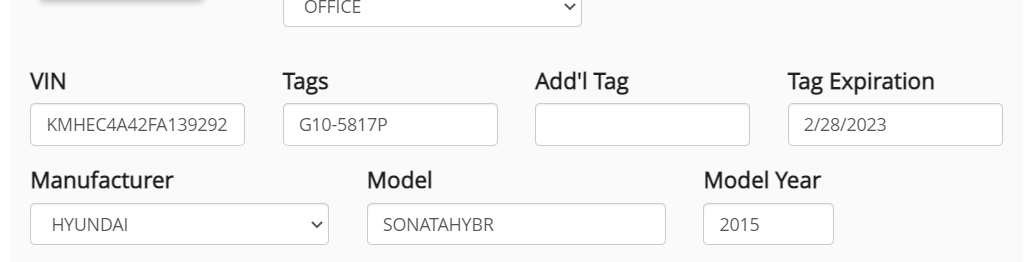 OFFICE
VIN Tags Add'l Tag Tag Expiration
KMHEC4A42FA139292 G10-5817P 2/28/2023
Manufacturer Model Model Year
HYUNDAI SONATAHYBR 2015